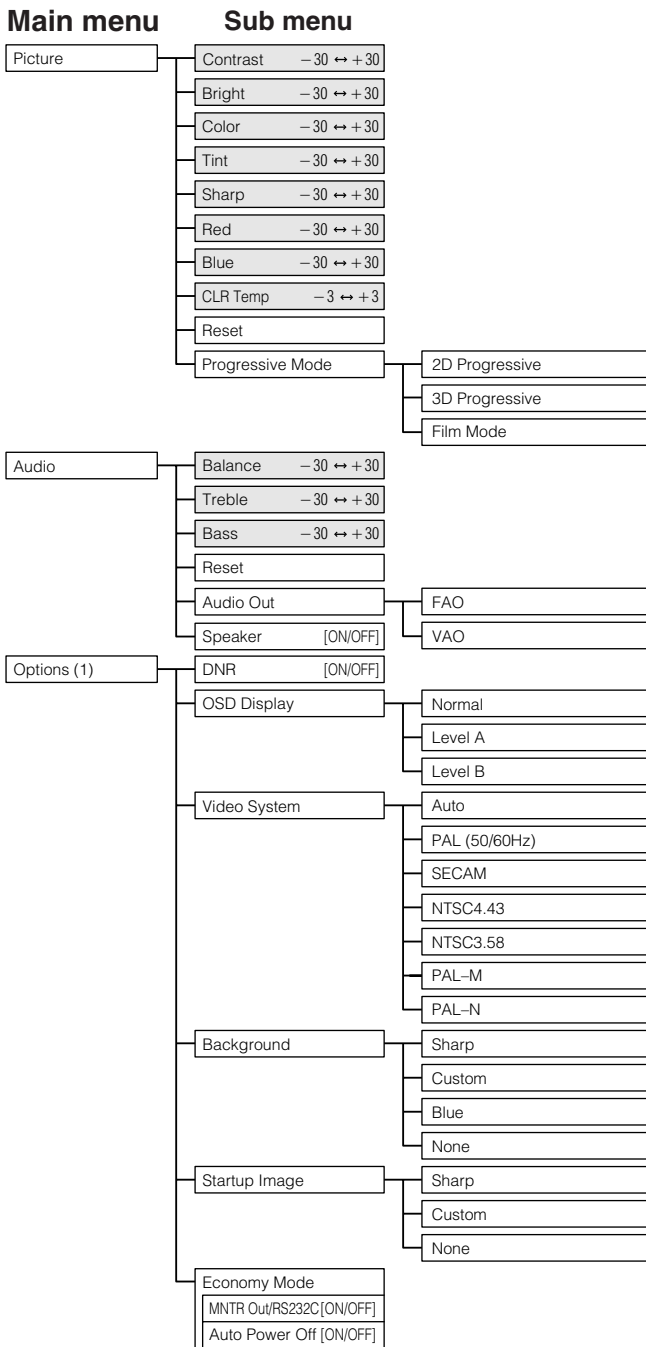 Main menu Sub menu
Picture Contrast −30 ↔ +30
Bright −30 ↔ +30
Color −30 ↔ +30
Tint −30 ↔ +30
Sharp −30 ↔ +30
Red −30 ↔ +30
Blue −30 ↔ +30
CLR Temp −3 ↔ +3
Reset
Progressive Mode 2D Progressive
3D Progressive
Film Mode
Audio Balance −30 ↔ +30
Treble −30 ↔ +30
Bass −30 ↔ +30
Reset
Audio Out FAO
Speaker [ON/OFF] VAO
Options (1) DNR [ON/OFF]
OSD Display Normal
Level A
Level B
Video System Auto
PAL (50/60Hz)
SECAM
NTSC4.43
NTSC3.58
PAL–M
PAL–N
Background Sharp
Custom
Blue
None
Startup Image Sharp
Custom
None
Economy Mode
MNTR Out/RS232C[ON/OFF]
Auto Power Off [ON/OFF]